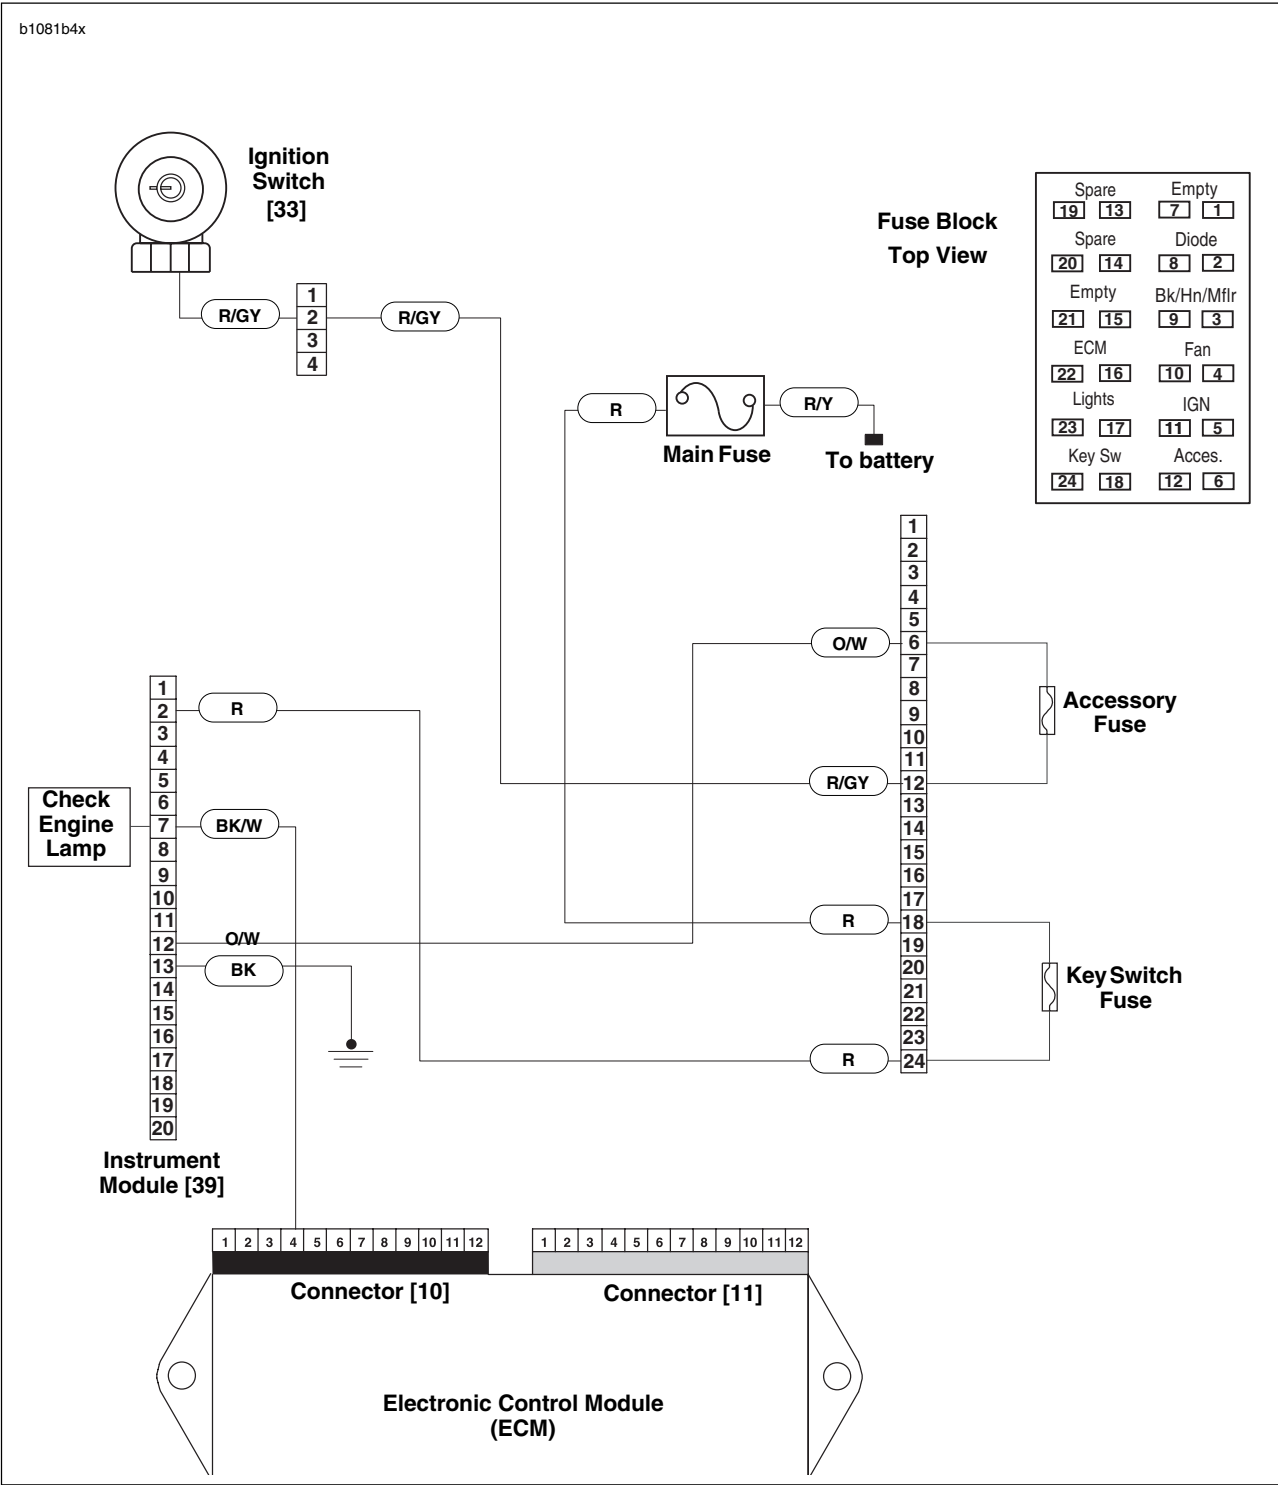 b1081b4x
Ignition
Switch
[33]
R/GY
1
2
3
4
R/GY
Fuse Block
Top View
Spare Empty
19 13 7 1
Spare Diode
20 14 8 2
Empty Bk/Hn/Mflr
21 15 9 3
ECM Fan
22 16 10 4
Lights IGN
23 17 11 5
Key Sw Acces.
24 18 12 6
R
R/Y
Main Fuse
To battery
1
2
3
4
5
6
7
8
9
10
11
12
13
14
15
16
17
18
19
20
21
22
23
24
O/W
R/GY
R
R
Accessory
Fuse
Key Switch
Fuse
1
2
3
4
5
6
7
8
9
10
11
12
13
14
15
16
17
18
19
20
R
BK/W
O/W
BK
Check
Engine
Lamp
Instrument
Module [39]
1 2 3 4 5 6 7 8 9 10 11 12
1 2 3 4 5 6 7 8 9 10 11 12
Connector [10]
Connector [11]
Electronic Control Module
(ECM)